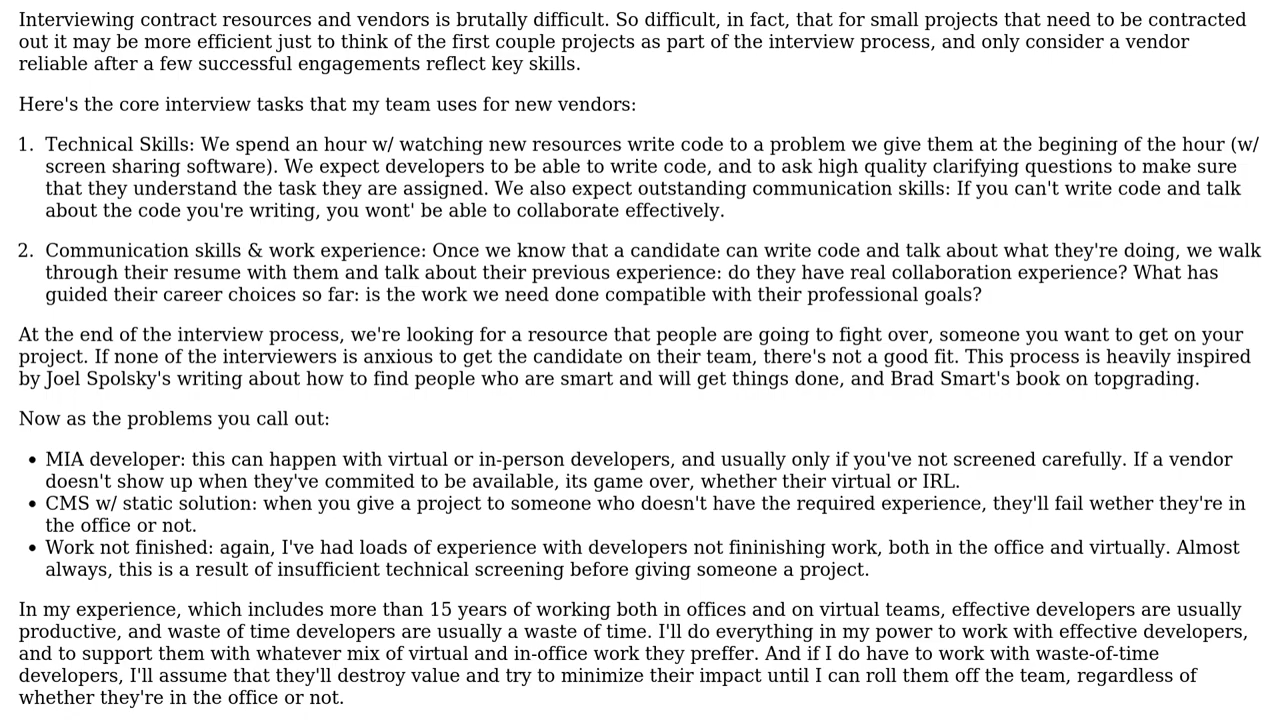 Interviewing contract resources and vendors is brutally difficult. So difficult, in fact, that for small projects that need to be contracted
out it may be more efficient just to think of the first couple projects as part of the interview process, and only consider a vendor
reliable after a few successful engagements reflect key skills.
Here's the core interview tasks that my team uses for new vendors:
1. Technical Skills: We spend an hour w/ watching new resources write code to a problem we give them at the begining of the hour (w/
screen sharing software). We expect developers to be able to write code, and to ask high quality clarifying questions to make sure
that they understand the task they are assigned. We also expect outstanding communication skills: If you can't write code and talk
about the code you're writing, you wont' be able to collaborate effectively.
2. Communication skills & work experience: Once we know that a candidate can write code and talk about what they're doing, we walk
through their resume with them and talk about their previous experience: do they have real collaboration experience? What has
guided their career choices so far: is the work we need done compatible with their professional goals?
At the end of the interview process, we're looking for a resource that people are going to fight over, someone you want to get on your
project. If none of the interviewers is anxious to get the candidate on their team, there's not a good fit. This process is heavily inspired
by Joel Spolsky's writing about how to find people who are smart and will get things done, and Brad Smart's book on topgrading.
Now as the problems you call out:
• MIA developer: this can happen with virtual or in-person developers, and usually only if you've not screened carefully. If a vendor
doesn't show up when they've commited to be available, its game over, whether their virtual or IRL.
• CMS w/ static solution: when you give a project to someone who doesn't have the required experience, they'll fail wether they're in
the office or not.
• Work not finished: again, I've had loads of experience with developers not fininishing work, both in the office and virtually. Almost
always, this is a result of insufficient technical screening before giving someone a project.
In my experience, which includes more than 15 years of working both in offices and on virtual teams, effective developers are usually
productive, and waste of time developers are usually a waste of time. I'll do everything in my power to work with effective developers,
and to support them with whatever mix of virtual and in-office work they preffer. And if I do have to work with waste-of-time
developers, I'll assume that they'll destroy value and try to minimize their impact until I can roll them off the team, regardless of
whether they're in the office or not.